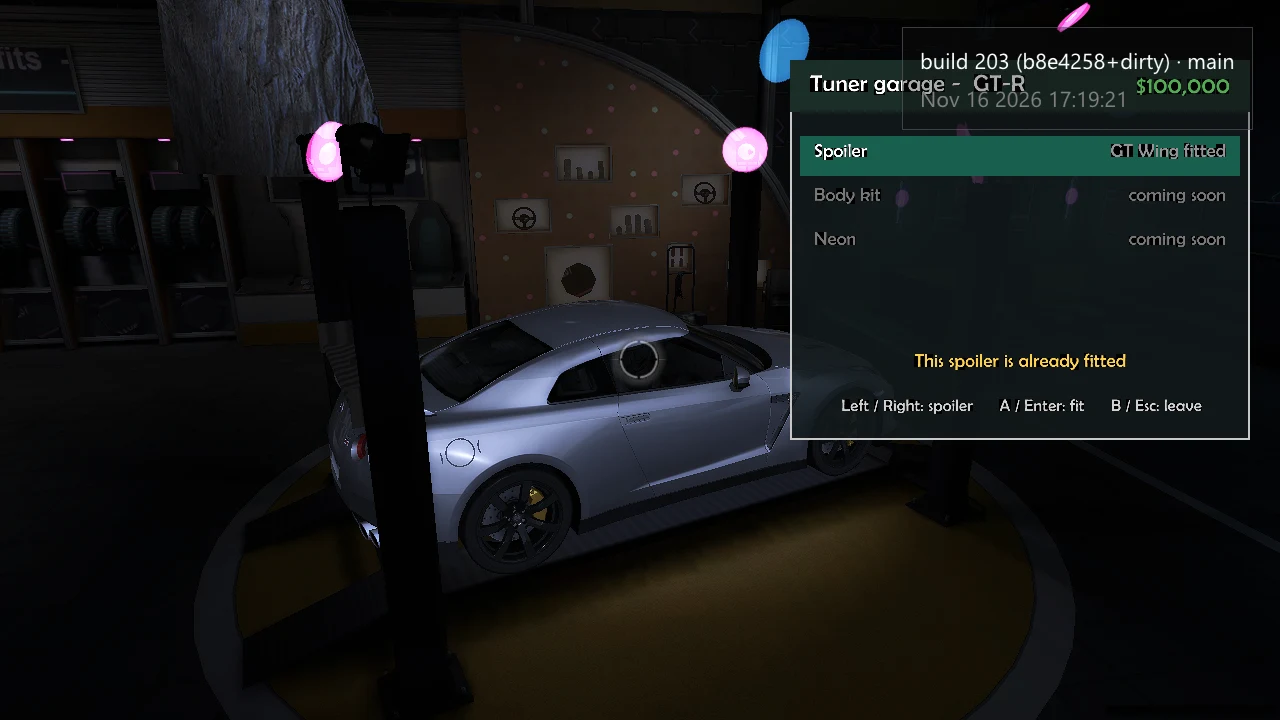 build 203 (b8e4258+dirty) · main
Tuner garage - GT-R
$100,000
Nov 16 2026 17:19:21
Spoiler GT Wing fitted
Body kit coming soon
Neon coming soon
This spoiler is already fitted
Left / Right: spoiler A / Enter: fit B / Esc: leave